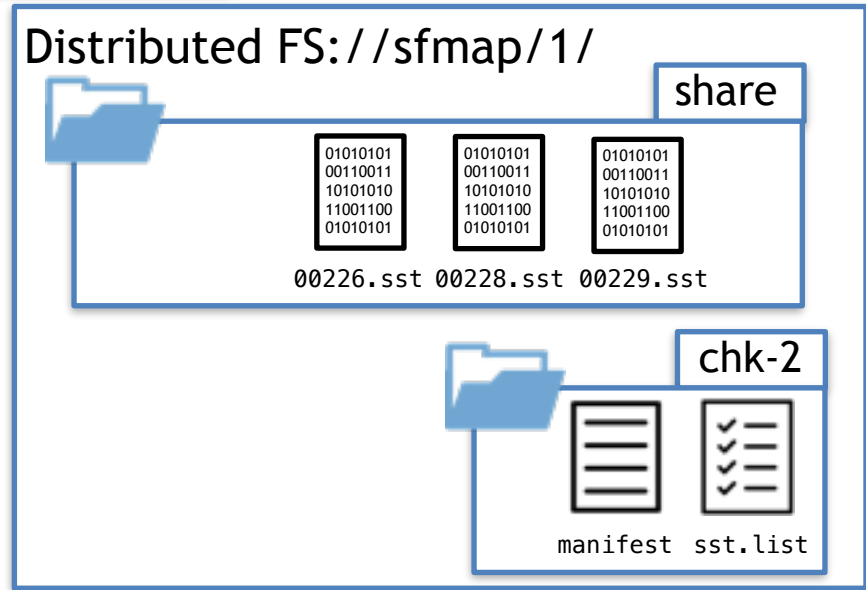 Distributed FS://sfmap/1/
share
01010101 01010101 01010101
00110011 00110011 00110011
10101010 10101010 10101010
11001100 11001100 11001100
01010101 01010101 01010101
00226.sst 00228.sst 00229.sst
chk-2
manifest sst.list